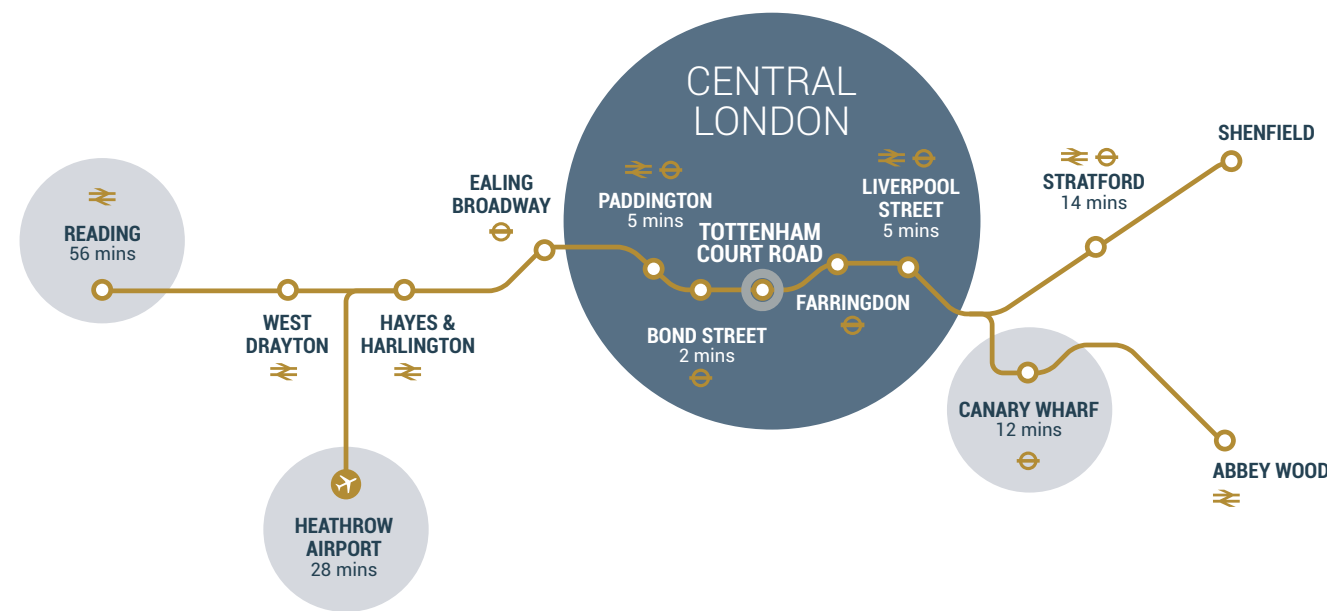 CENTRAL
LONDON
READING
56 mins
WEST
DRAYTON
HAYES &
HARLINGTON
HEATHROW
AIRPORT
28 mins
EALING
BROADWAY
PADDINGTON
5 mins
BOND STREET
2 mins
TOTTENHAM
COURT ROAD
FARRINGDON
LIVERPOOL
STREET
5 mins
STRATFORD
14 mins
SHENFIELD
CANARY WHARF
12 mins
ABBEY WOOD